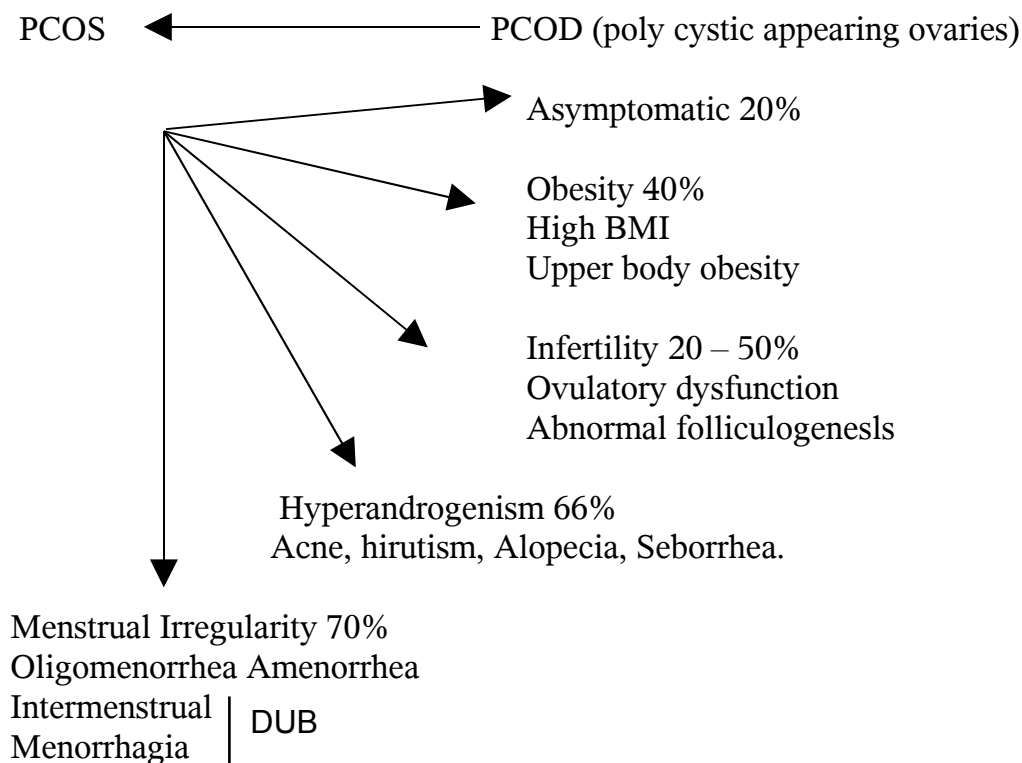 PCOS PCOD (poly cystic appearing ovaries)
Asymptomatic 20%
Obesity 40%
High BMI
Upper body obesity
Infertility 20 – 50%
Ovulatory dysfunction
Abnormal folliculogenesls
Hyperandrogenism 66%
Acne, hirutism, Alopecia, Seborrhea.
Menstrual Irregularity 70%
Oligomenorrhea Amenorrhea
Intermenstrual
DUB
Menorrhagia